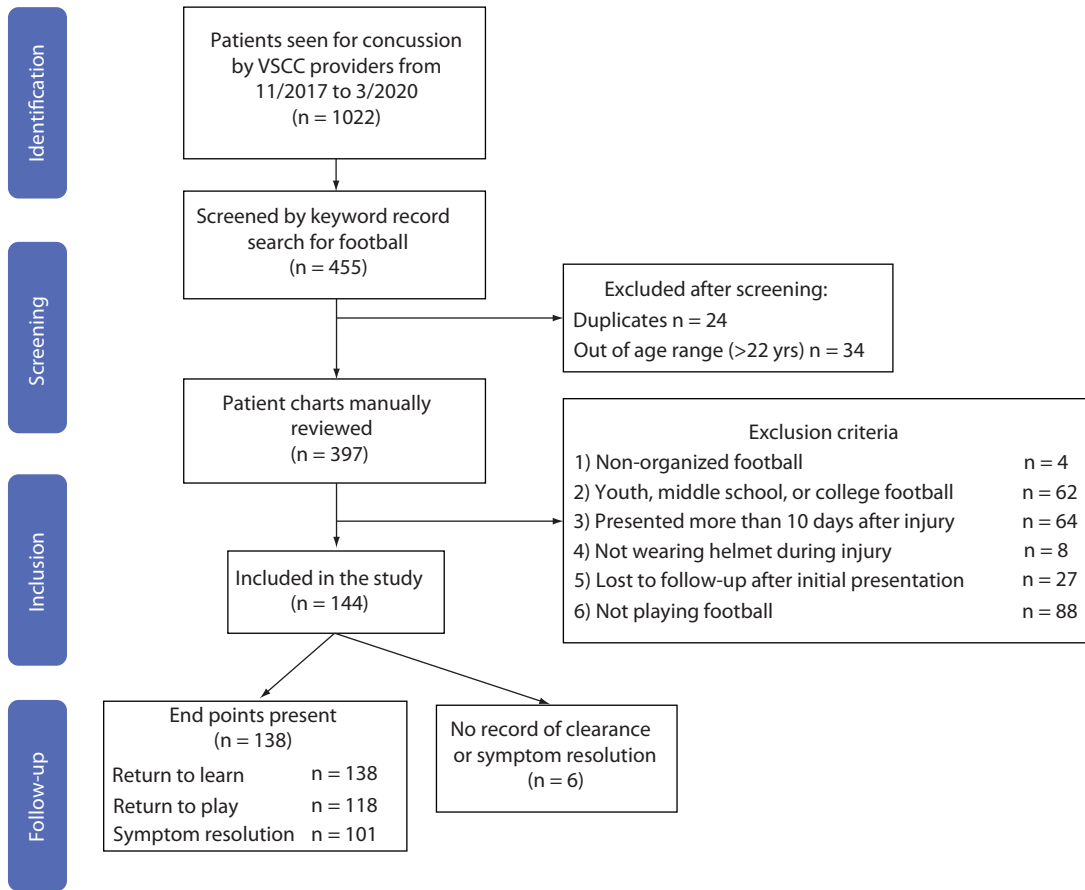 Identification
Patients seen for concussion
by VSCC providers from
11/2017 to 3/2020
(n = 1022)
Screening
Screened by keyword record
search for football
(n = 455)
Excluded after screening:
Duplicates n = 24
Out of age range (>22 yrs) n = 34
Patient charts manually
reviewed
(n = 397)
Exclusion criteria
1) Non-organized football n = 4
2) Youth, middle school, or college football n = 62
3) Presented more than 10 days after injury n = 64
4) Not wearing helmet during injury n = 8
5) Lost to follow-up after initial presentation n = 27
6) Not playing football n = 88
Inclusion
Included in the study
(n = 144)
Follow-up
End points present
(n = 138)
Return to learn n = 138
Return to play n = 118
Symptom resolution n = 101
No record of clearance
or symptom resolution
(n = 6)